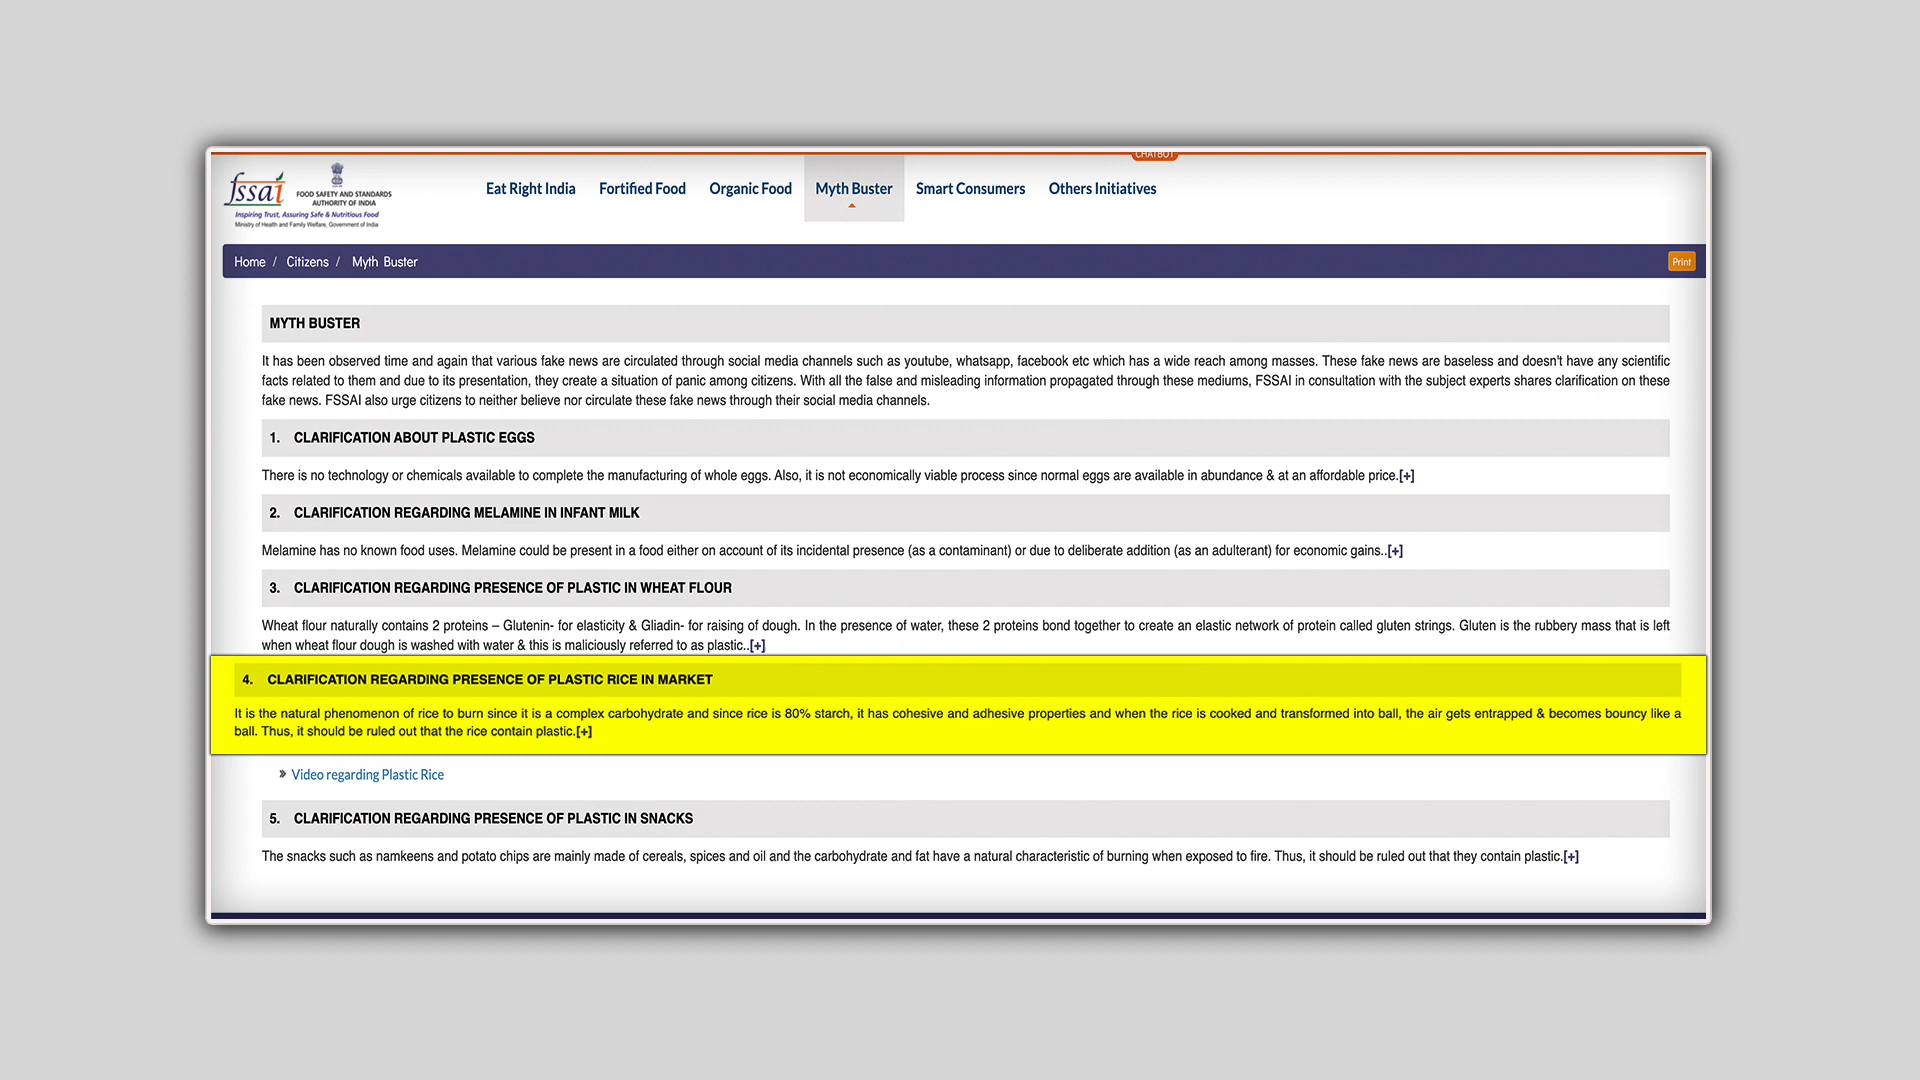 CHATBOT
fssai
FOOD SAFETY AND STANDARDS
AUTHORITY OF INDIA
Inspiring Trust, Assuring Safe & Nutritious Food
Ministry of Health and Family Welfare, Government of India
Eat Right India Fortified Food Organic Food Myth Buster Smart Consumers Others Initiatives
Home / Citizens / Myth Buster
Print
MYTH BUSTER
It has been observed time and again that various fake news are circulated through social media channels such as youtube, whatsapp, facebook etc which has a wide reach among masses. These fake news are baseless and doesn't have any scientific
facts related to them and due to its presentation, they create a situation of panic among citizens. With all the false and misleading information propagated through these mediums, FSSAI in consultation with the subject experts shares clarification on these
fake news. FSSAI also urge citizens to neither believe nor circulate these fake news through their social media channels.
1. CLARIFICATION ABOUT PLASTIC EGGS
There is no technology or chemicals available to complete the manufacturing of whole eggs. Also, it is not economically viable process since normal eggs are available in abundance & at an affordable price.[+]
2. CLARIFICATION REGARDING MELAMINE IN INFANT MILK
Melamine has no known food uses. Melamine could be present in a food either on account of its incidental presence (as a contaminant) or due to deliberate addition (as an adulterant) for economic gains..[+]
3. CLARIFICATION REGARDING PRESENCE OF PLASTIC IN WHEAT FLOUR
Wheat flour naturally contains 2 proteins – Glutenin- for elasticity & Gliadin- for raising of dough. In the presence of water, these 2 proteins bond together to create an elastic network of protein called gluten strings. Gluten is the rubbery mass that is left
when wheat flour dough is washed with water & this is maliciously referred to as plastic..[+]
4. CLARIFICATION REGARDING PRESENCE OF PLASTIC RICE IN MARKET
It is the natural phenomenon of rice to burn since it is a complex carbohydrate and since rice is 80% starch, it has cohesive and adhesive properties and when the rice is cooked and transformed into ball, the air gets entrapped & becomes bouncy like a
ball. Thus, it should be ruled out that the rice contain plastic.[+]
» Video regarding Plastic Rice
5. CLARIFICATION REGARDING PRESENCE OF PLASTIC IN SNACKS
The snacks such as namkeens and potato chips are mainly made of cereals, spices and oil and the carbohydrate and fat have a natural characteristic of burning when exposed to fire. Thus, it should be ruled out that they contain plastic.[+]